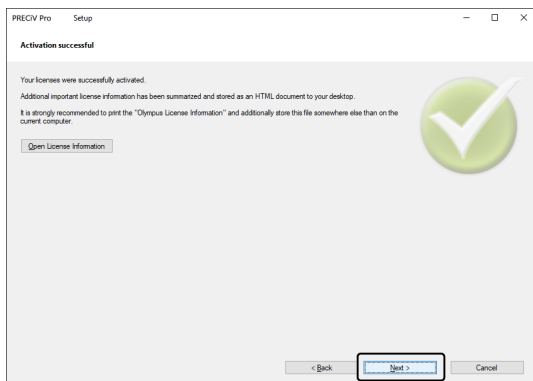 PRECiV Pro Setup
Activation successful
Your licenses were successfully activated.
Additional important license information has been summarized and stored as an HTML document to your desktop.
It is strongly recommended to print the "Olympus License Information" and additionally store this file somewhere else than on the
current computer.
Open License Information
< Back Next > Cancel